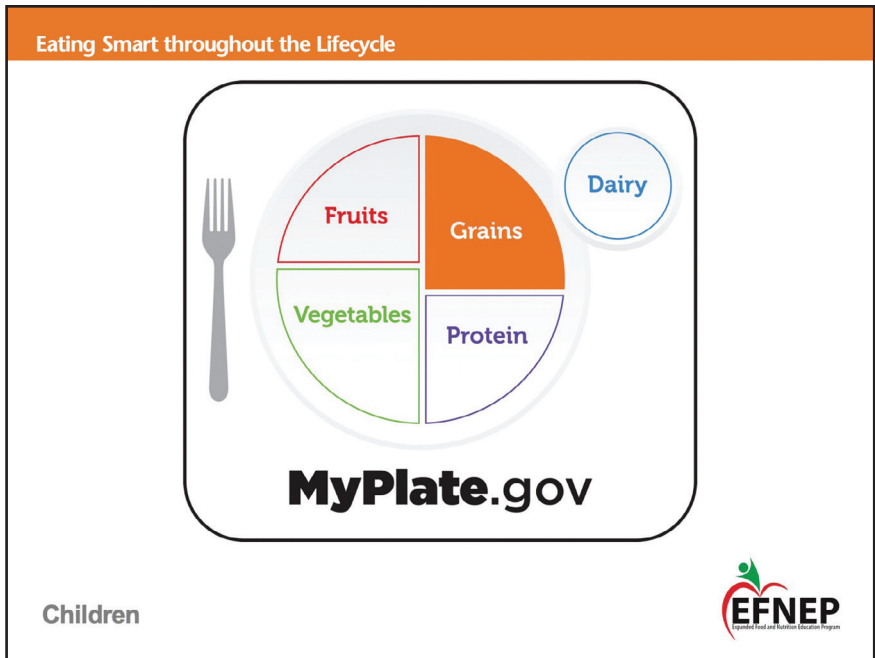 Eating Smart throughout the Lifecycle
Fruits
Grains
Dairy
Vegetables
Protein
MyPlate.gov
Children
EFNEP
Expanded Food and Nutrition Education Program